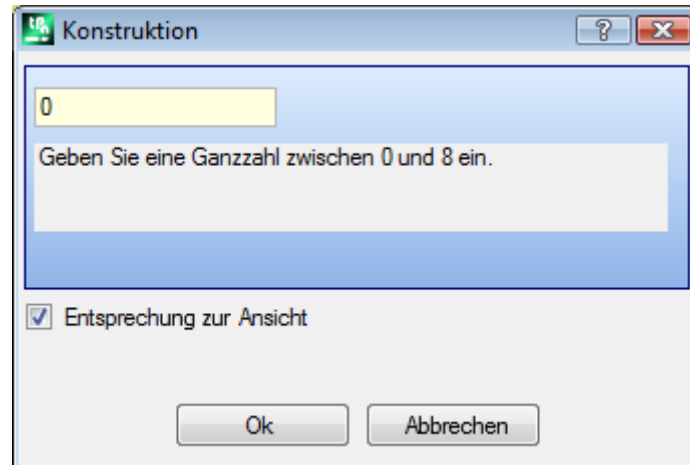 Konstruktion
0
Geben Sie eine Ganzzahl zwischen 0 und 8 ein.
Entsprechung zur Ansicht
Ok
Abbrechen